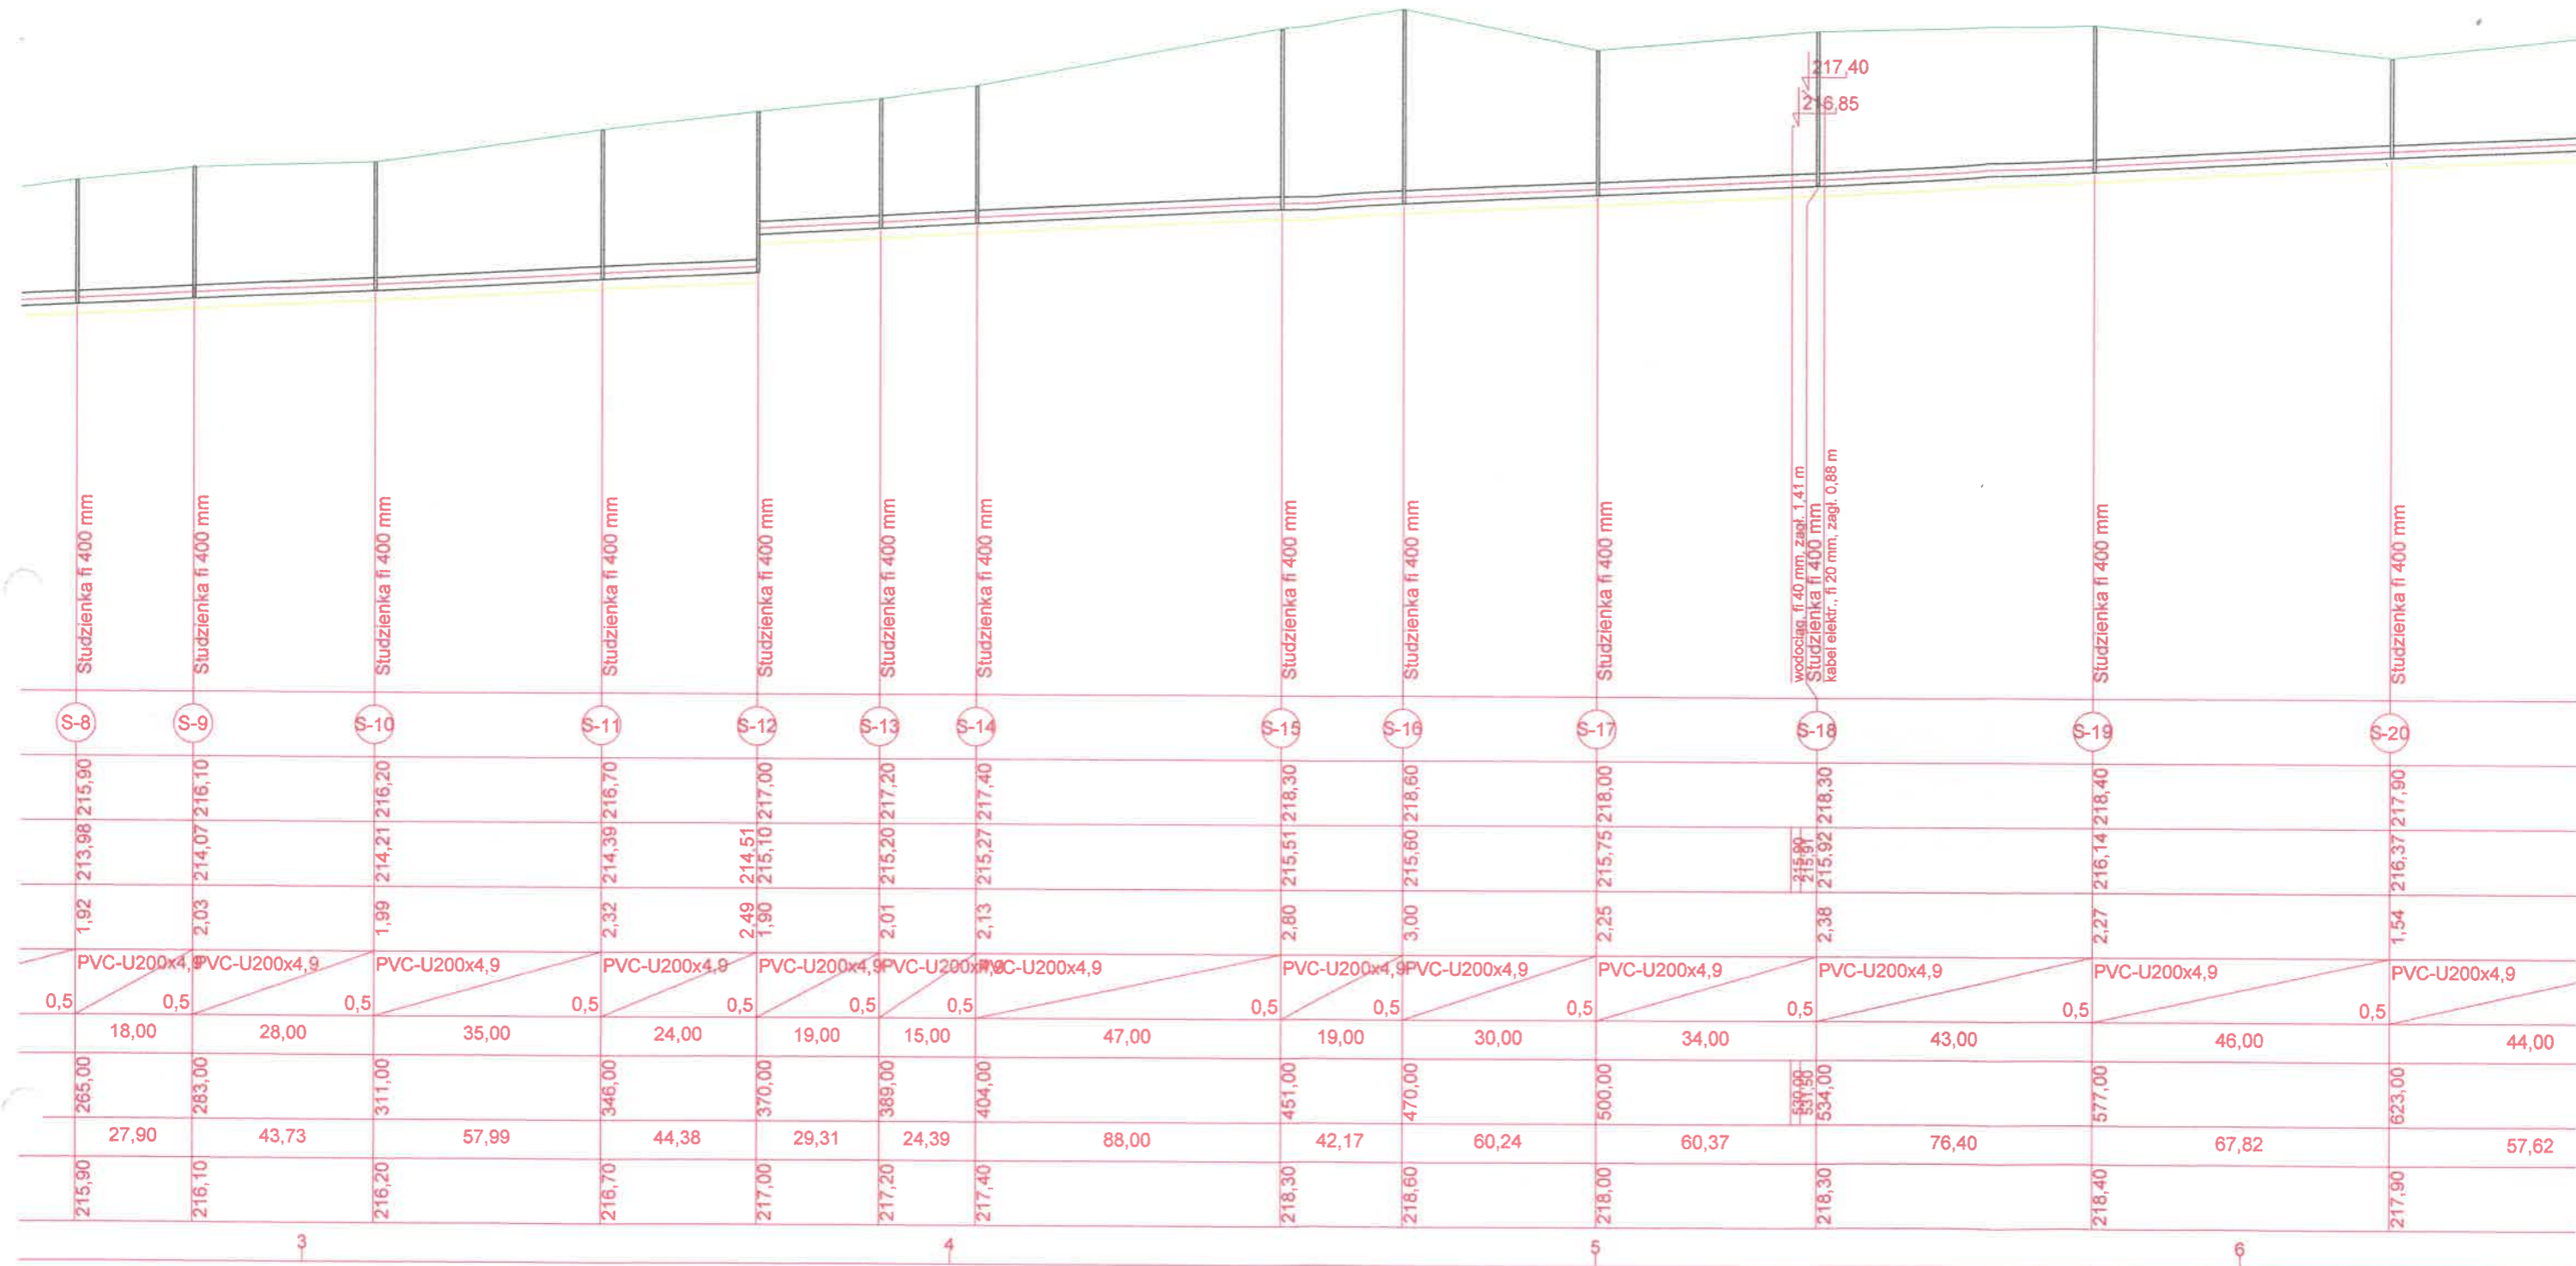 217,40
216,85
Studzienka fi 400 mm
Studzienka fi 400 mm
Studzienka fi 400 mm
Studzienka fi 400 mm
Studzienka fi 400 mm
Studzienka fi 400 mm
Studzienka fi 400 mm
Studzienka fi 400 mm
Studzienka fi 400 mm
Studzienka fi 400 mm
wodociąg, fi 40 mm, zagł. 1,41 m
Studzienka fi 400 mm
kabel elektr., fi 20 mm, zagł. 0,88 m
Studzienka fi 400 mm
Studzienka fi 400 mm
S-8 S-9 S-10 S-11 S-12 S-13 S-14 S-15 S-16 S-17 S-18 S-19 S-20
215,90 216,10 216,20 216,70 217,00 217,20 217,40 218,30 218,60 218,00 218,30 218,40 217,90
213,98 214,07 214,21 214,39 214,51 215,10 215,20 215,27 215,51 215,60 215,75 215,90 215,91 215,92 216,14 216,37
1,92 2,03 1,99 2,32 2,49 1,90 2,01 2,13 2,80 3,00 2,25 2,38 2,27 1,54
PVC-U200x4,9 PVC-U200x4,9 PVC-U200x4,9 PVC-U200x4,9 PVC-U200x4,9 PVC-U200x4,9 PVC-U200x4,9 PVC-U200x4,9 PVC-U200x4,9 PVC-U200x4,9 PVC-U200x4,9 PVC-U200x4,9 PVC-U200x4,9
0,5 0,5 0,5 0,5 0,5 0,5 0,5 0,5 0,5 0,5 0,5 0,5 0,5
18,00 28,00 35,00 24,00 19,00 15,00 47,00 19,00 30,00 34,00 43,00 46,00 44,00
265,00 283,00 311,00 346,00 370,00 389,00 404,00 451,00 470,00 500,00 530,00 531,50 534,00 577,00 623,00
27,90 43,73 57,99 44,38 29,31 24,39 88,00 42,17 60,24 60,37 76,40 67,82 57,62
215,90 216,10 216,20 216,70 217,00 217,20 217,40 218,30 218,60 218,00 218,30 218,40 217,90
3 4 5 6